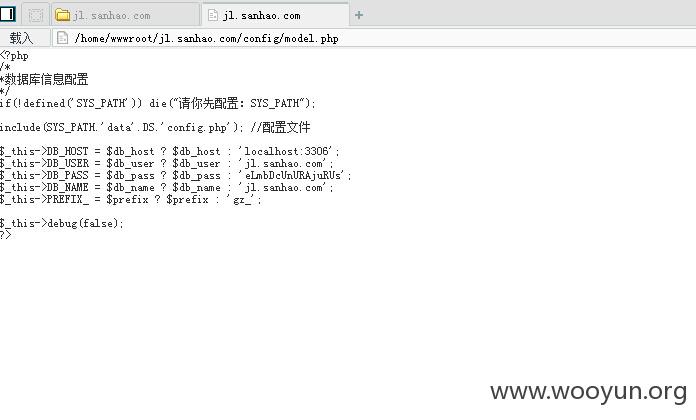 jl.sanhao.com
jl.sanhao.com
载入
/home/wwwroot/jl.sanhao.com/config/model.php
<?php
/*
*数据库信息配置
*/
if(!defined('SYS_PATH')) die("请你先配置：SYS_PATH");
include(SYS_PATH.'data'.DS.'config.php'); //配置文件
$_this->DB_HOST = $db_host ? $db_host : 'localhost:3306';
$_this->DB_USER = $db_user ? $db_user : 'jl.sanhao.com';
$_this->DB_PASS = $db_pass ? $db_pass : 'eLmbDcUnURAjuRUs';
$_this->DB_NAME = $db_name ? $db_name : 'jl.sanhao.com';
$_this->PREFIX_ = $prefix ? $prefix : 'gz_';
$_this->debug(false);
?>
www.wooyun.org